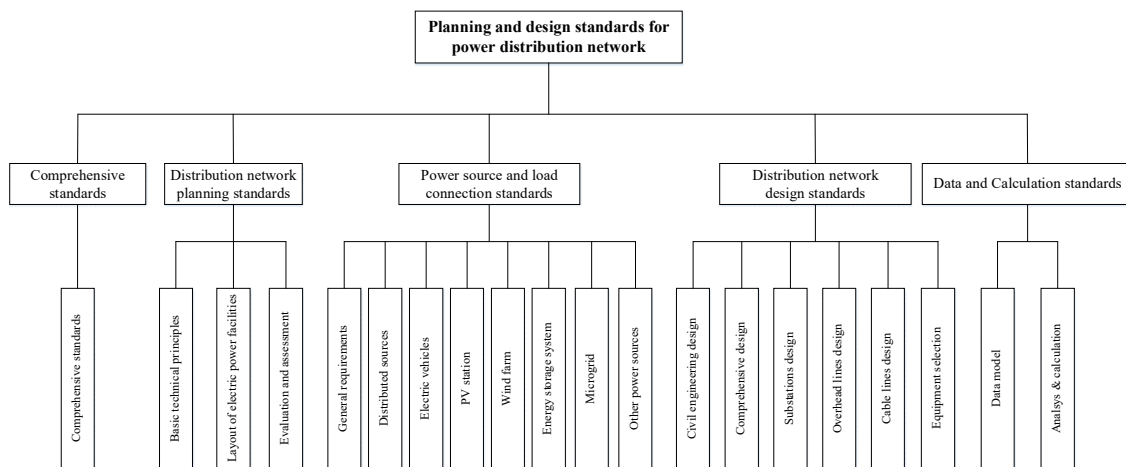 Planning and design standards for
power distribution network
Comprehensive
standards
Distribution network
planning standards
Power source and load
connection standards
Distribution network
design standards
Data and Calculation standards
Comprehensive standards
Basic technical principles
Layout of electric power facilities
Evaluation and assessment
General requirements
Distributed sources
Electric vehicles
PV station
Wind farm
Energy storage system
Microgrid
Other power sources
Civil engineering design
Comprehensive design
Substations design
Overhead lines design
Cable lines design
Equipment selection
Data model
Analsys & calculation